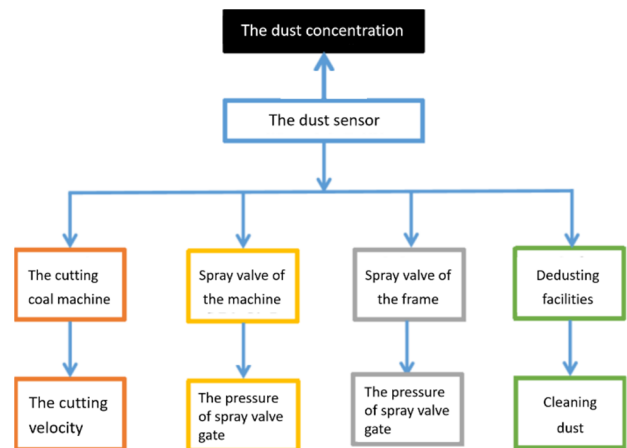 The dust concentration
The dust sensor
The cutting
coal machine
Spray valve of
the machine
Spray valve of
the frame
Dedusting
facilities
The cutting
velocity
The pressure
of spray valve
gate
The pressure
of spray valve
gate
Cleaning
dust